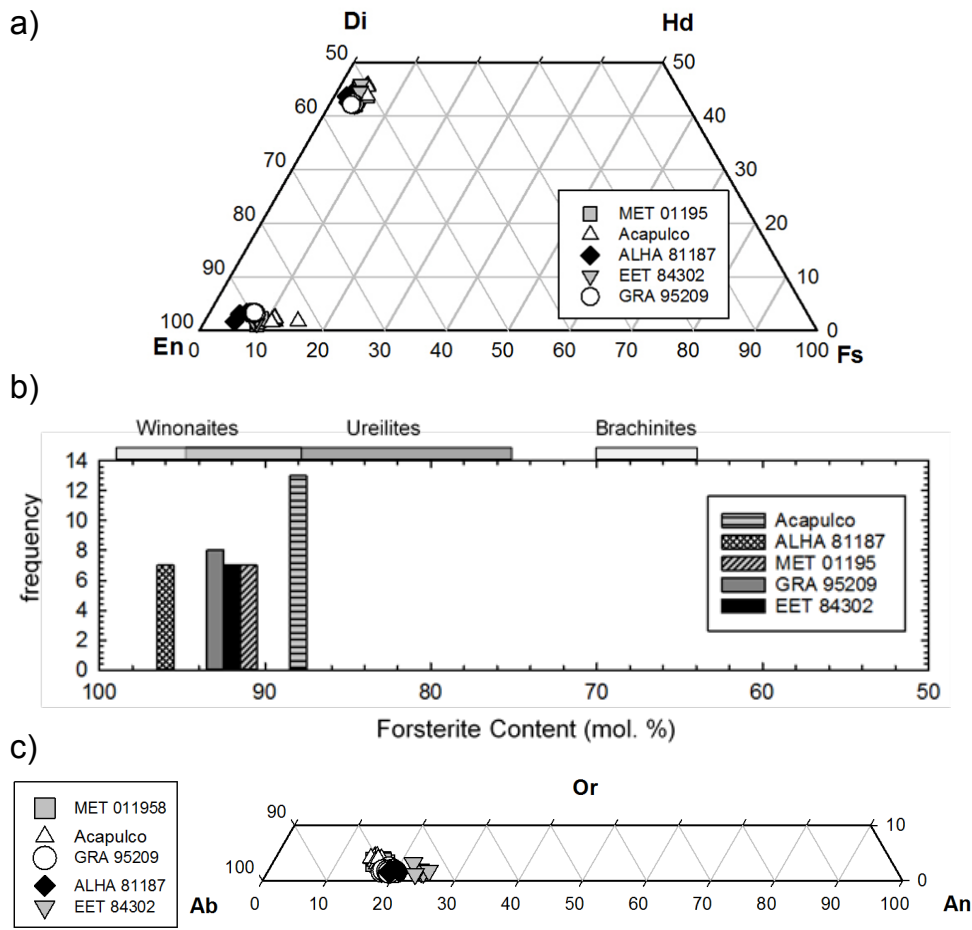 a)
Di Hd
50 50
60 40
70 30
80 20
90 10
100 0
En 0 10 20 30 40 50 60 70 80 90 100 Fs
MET 01195
Acapulco
ALHA 81187
EET 84302
GRA 95209
b)
Winonaites Ureilites Brachinites
14
12
10
8
6
4
2
0
frequency
100 90 80 70 60 50
Forsterite Content (mol. %)
Acapulco
ALHA 81187
MET 01195
GRA 95209
EET 84302
c)
MET 011958
Acapulco
GRA 95209
ALHA 81187
EET 84302
Or
90 10
100 0
Ab An
0 10 20 30 40 50 60 70 80 90 100